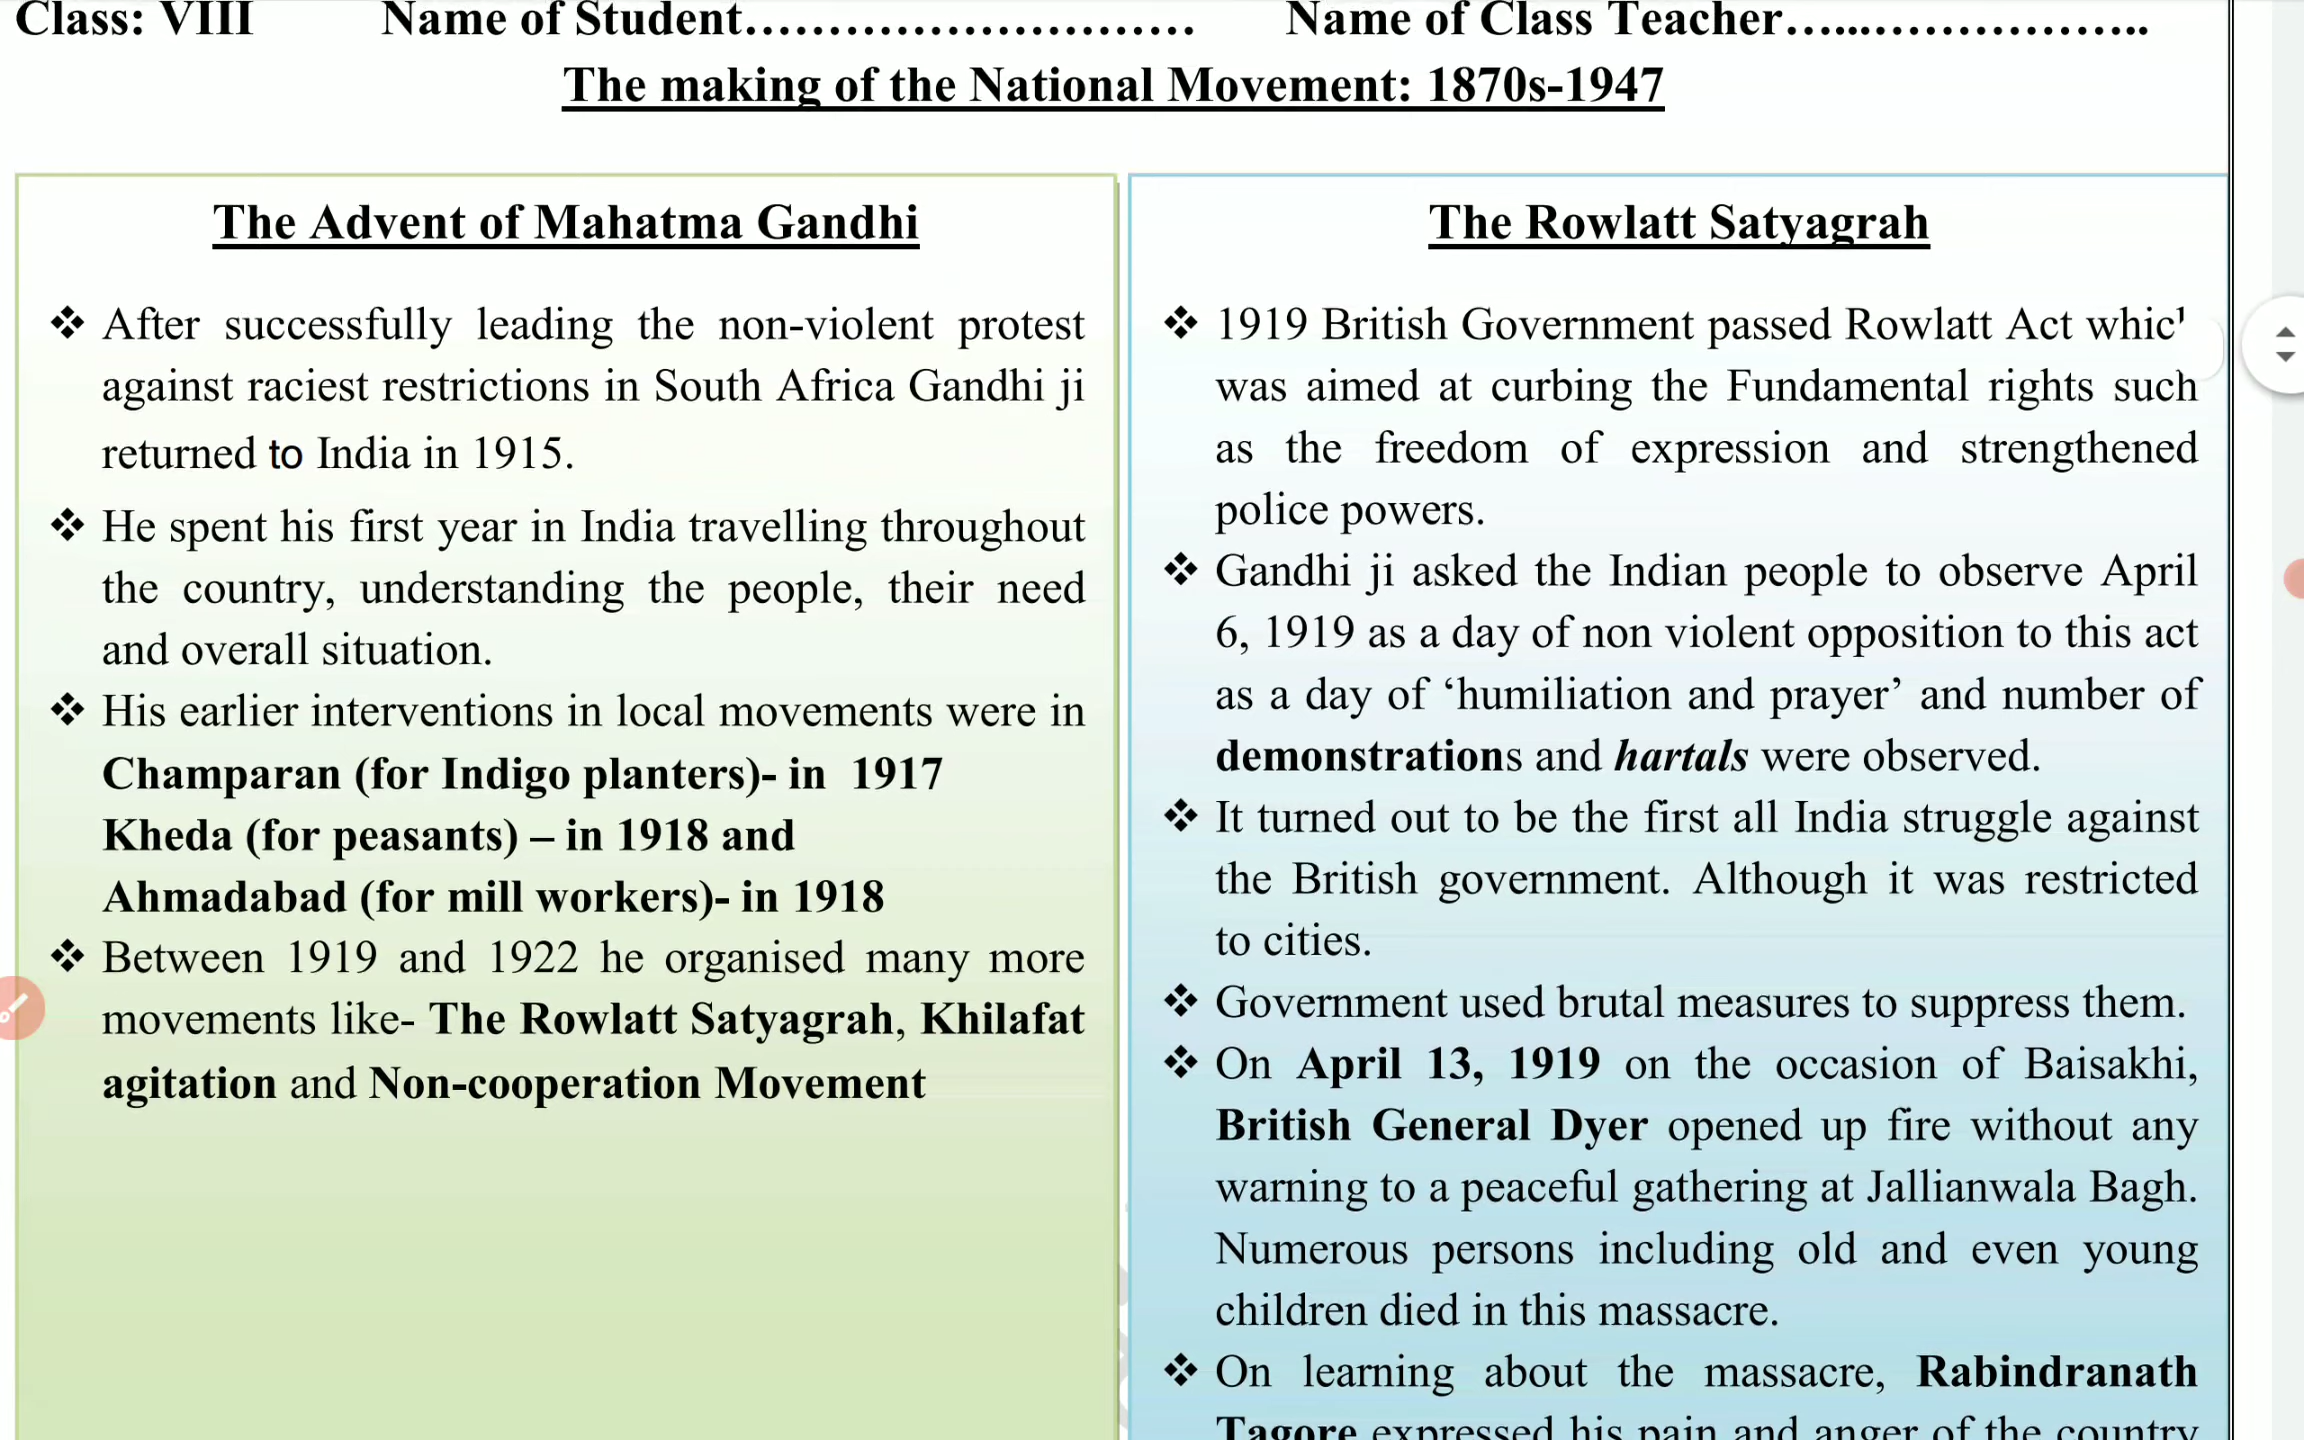 Class: VIII Name of Student……………………… Name of Class Teacher…...……………..
The making of the National Movement: 1870s-1947
The Advent of Mahatma Gandhi
❖ After successfully leading the non-violent protest
against raciest restrictions in South Africa Gandhi ji
returned to India in 1915.
❖ He spent his first year in India travelling throughout
the country, understanding the people, their need
and overall situation.
❖ His earlier interventions in local movements were in
Champaran (for Indigo planters)- in 1917
Kheda (for peasants) – in 1918 and
Ahmadabad (for mill workers)- in 1918
❖ Between 1919 and 1922 he organised many more
movements like- The Rowlatt Satyagrah, Khilafat
agitation and Non-cooperation Movement
The Rowlatt Satyagrah
❖ 1919 British Government passed Rowlatt Act which
was aimed at curbing the Fundamental rights such
as the freedom of expression and strengthened
police powers.
❖ Gandhi ji asked the Indian people to observe April
6, 1919 as a day of non violent opposition to this act
as a day of ‘humiliation and prayer’ and number of
demonstrations and hartals were observed.
❖ It turned out to be the first all India struggle against
the British government. Although it was restricted
to cities.
❖ Government used brutal measures to suppress them.
❖ On April 13, 1919 on the occasion of Baisakhi,
British General Dyer opened up fire without any
warning to a peaceful gathering at Jallianwala Bagh.
Numerous persons including old and even young
children died in this massacre.
❖ On learning about the massacre, Rabindranath
Tagore expressed his pain and anger of the country